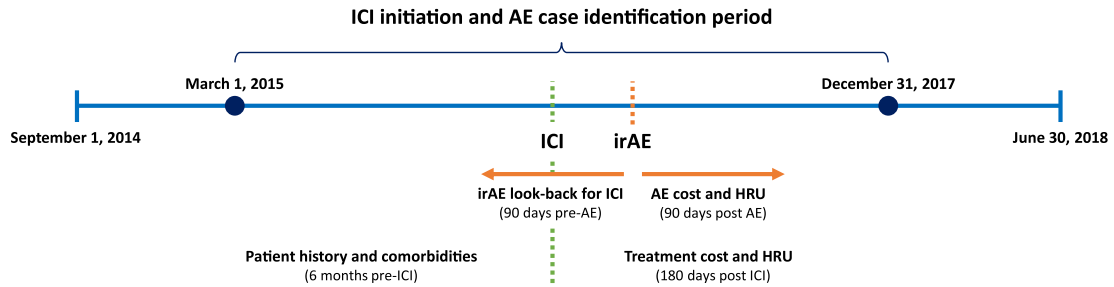 ICI initiation and AE case identification period
March 1, 2015
December 31, 2017
September 1, 2014
ICI
irAE
June 30, 2018
irAE look-back for ICI
(90 days pre-AE)
AE cost and HRU
(90 days post AE)
Patient history and comorbidities
(6 months pre-ICI)
Treatment cost and HRU
(180 days post ICI)